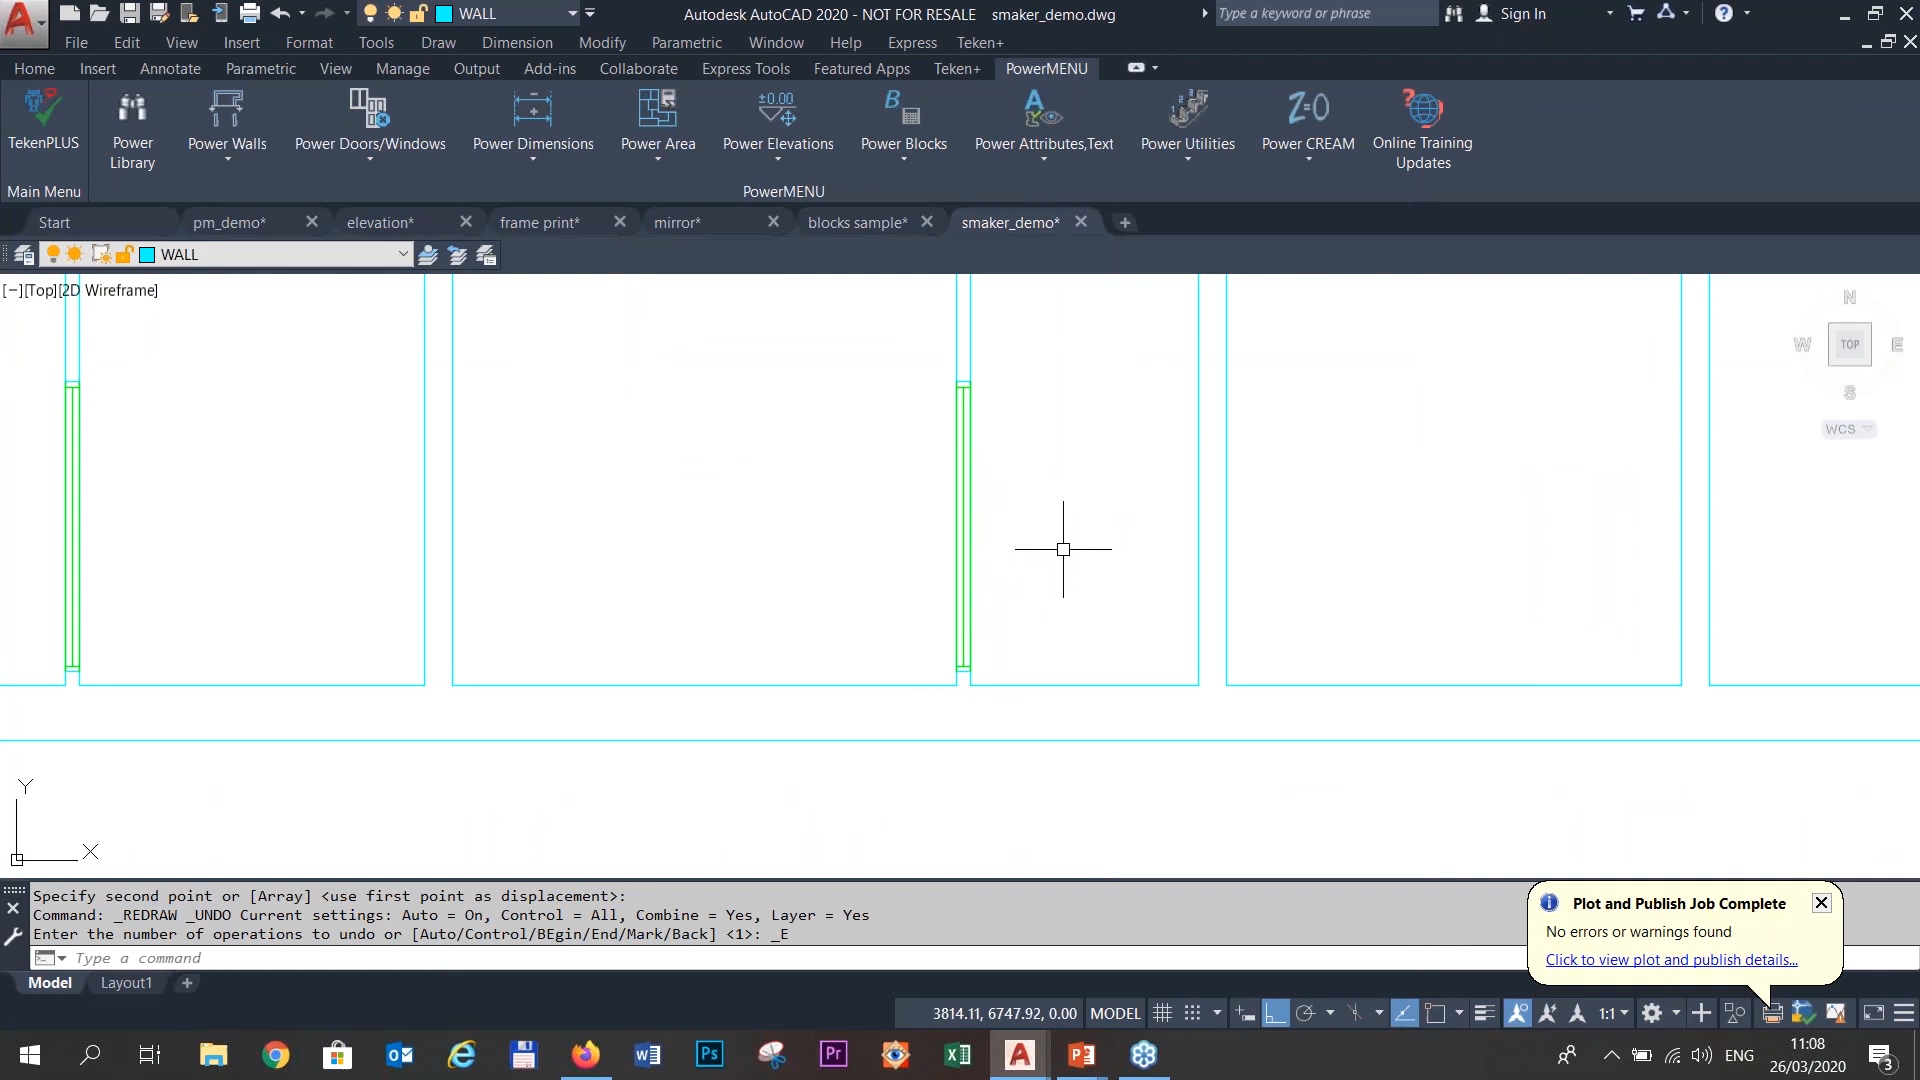 WALL
Autodesk AutoCAD 2020 - NOT FOR RESALE smaker_demo.dwg
Type a keyword or phrase
Sign In
File Edit View Insert Format Tools Draw Dimension Modify Parametric Window Help Express Teken+
Home Insert Annotate Parametric View Manage Output Add-ins Collaborate Express Tools Featured Apps Teken+ PowerMENU
TekenPLUS
Power Library
Power Walls
Power Doors/Windows
Power Dimensions
Power Area
±0.00
Power Elevations
B
Power Blocks
A
Power Attributes,Text
Power Utilities
Z=0
Power CREAM
Online Training Updates
Main Menu
PowerMENU
Start pm_demo* elevation* frame print* mirror* blocks sample* smaker_demo*
WALL
[−][Top][2D Wireframe]
N
W TOP E
S
WCS
Y
X
Specify second point or [Array] <use first point as displacement>:
Command: _REDRAW _UNDO Current settings: Auto = On, Control = All, Combine = Yes, Layer = Yes
Enter the number of operations to undo or [Auto/Control/BEgin/End/Mark/Back] <1>: _E
Type a command
Plot and Publish Job Complete
No errors or warnings found
Click to view plot and publish details...
Model Layout1
3814.11, 6747.92, 0.00 MODEL
1:1
Ps
Pr
ENG
11:08
26/03/2020
3